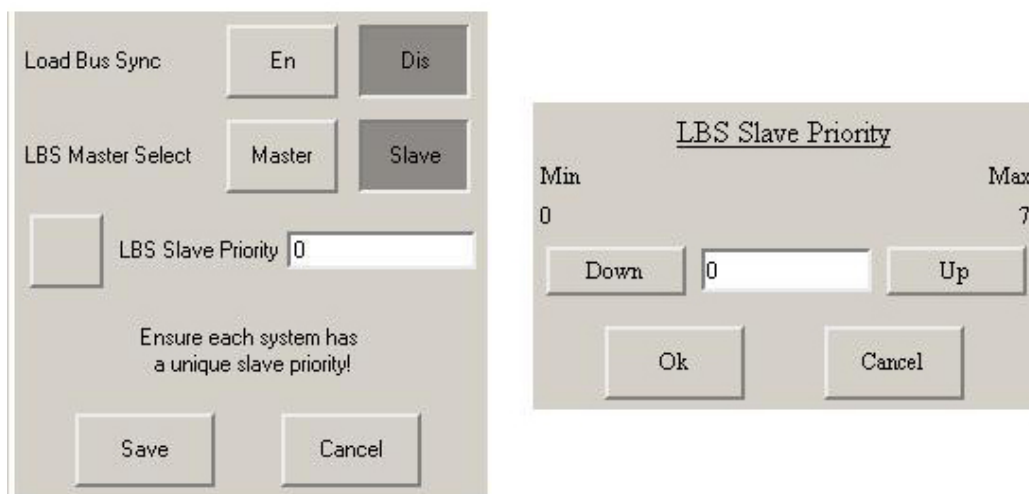 Load Bus Sync En Dis
LBS Master Select Master Slave
LBS Slave Priority 0
Ensure each system has
a unique slave priority!
Save Cancel
LBS Slave Priority
Min Max
0 7
Down 0 Up
Ok Cancel